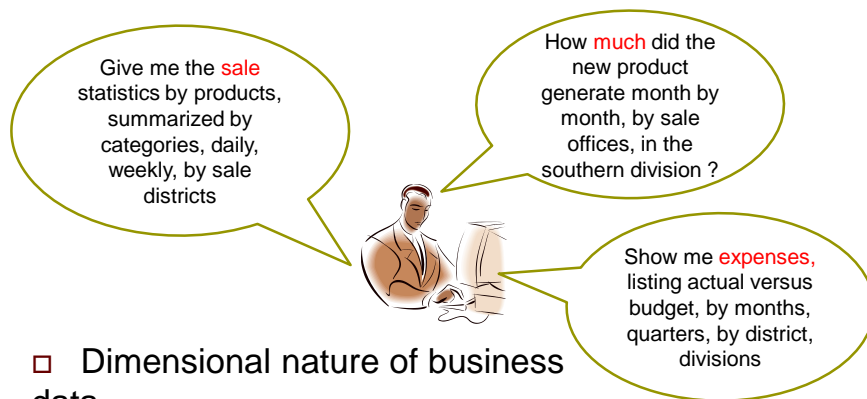 Give me the sale
statistics by products,
summarized by
categories, daily,
weekly, by sale
districts
How much did the
new product
generate month by
month, by sale
offices, in the
southern division ?
Show me expenses,
listing actual versus
budget, by months,
quarters, by district,
divisions
Dimensional nature of business
data